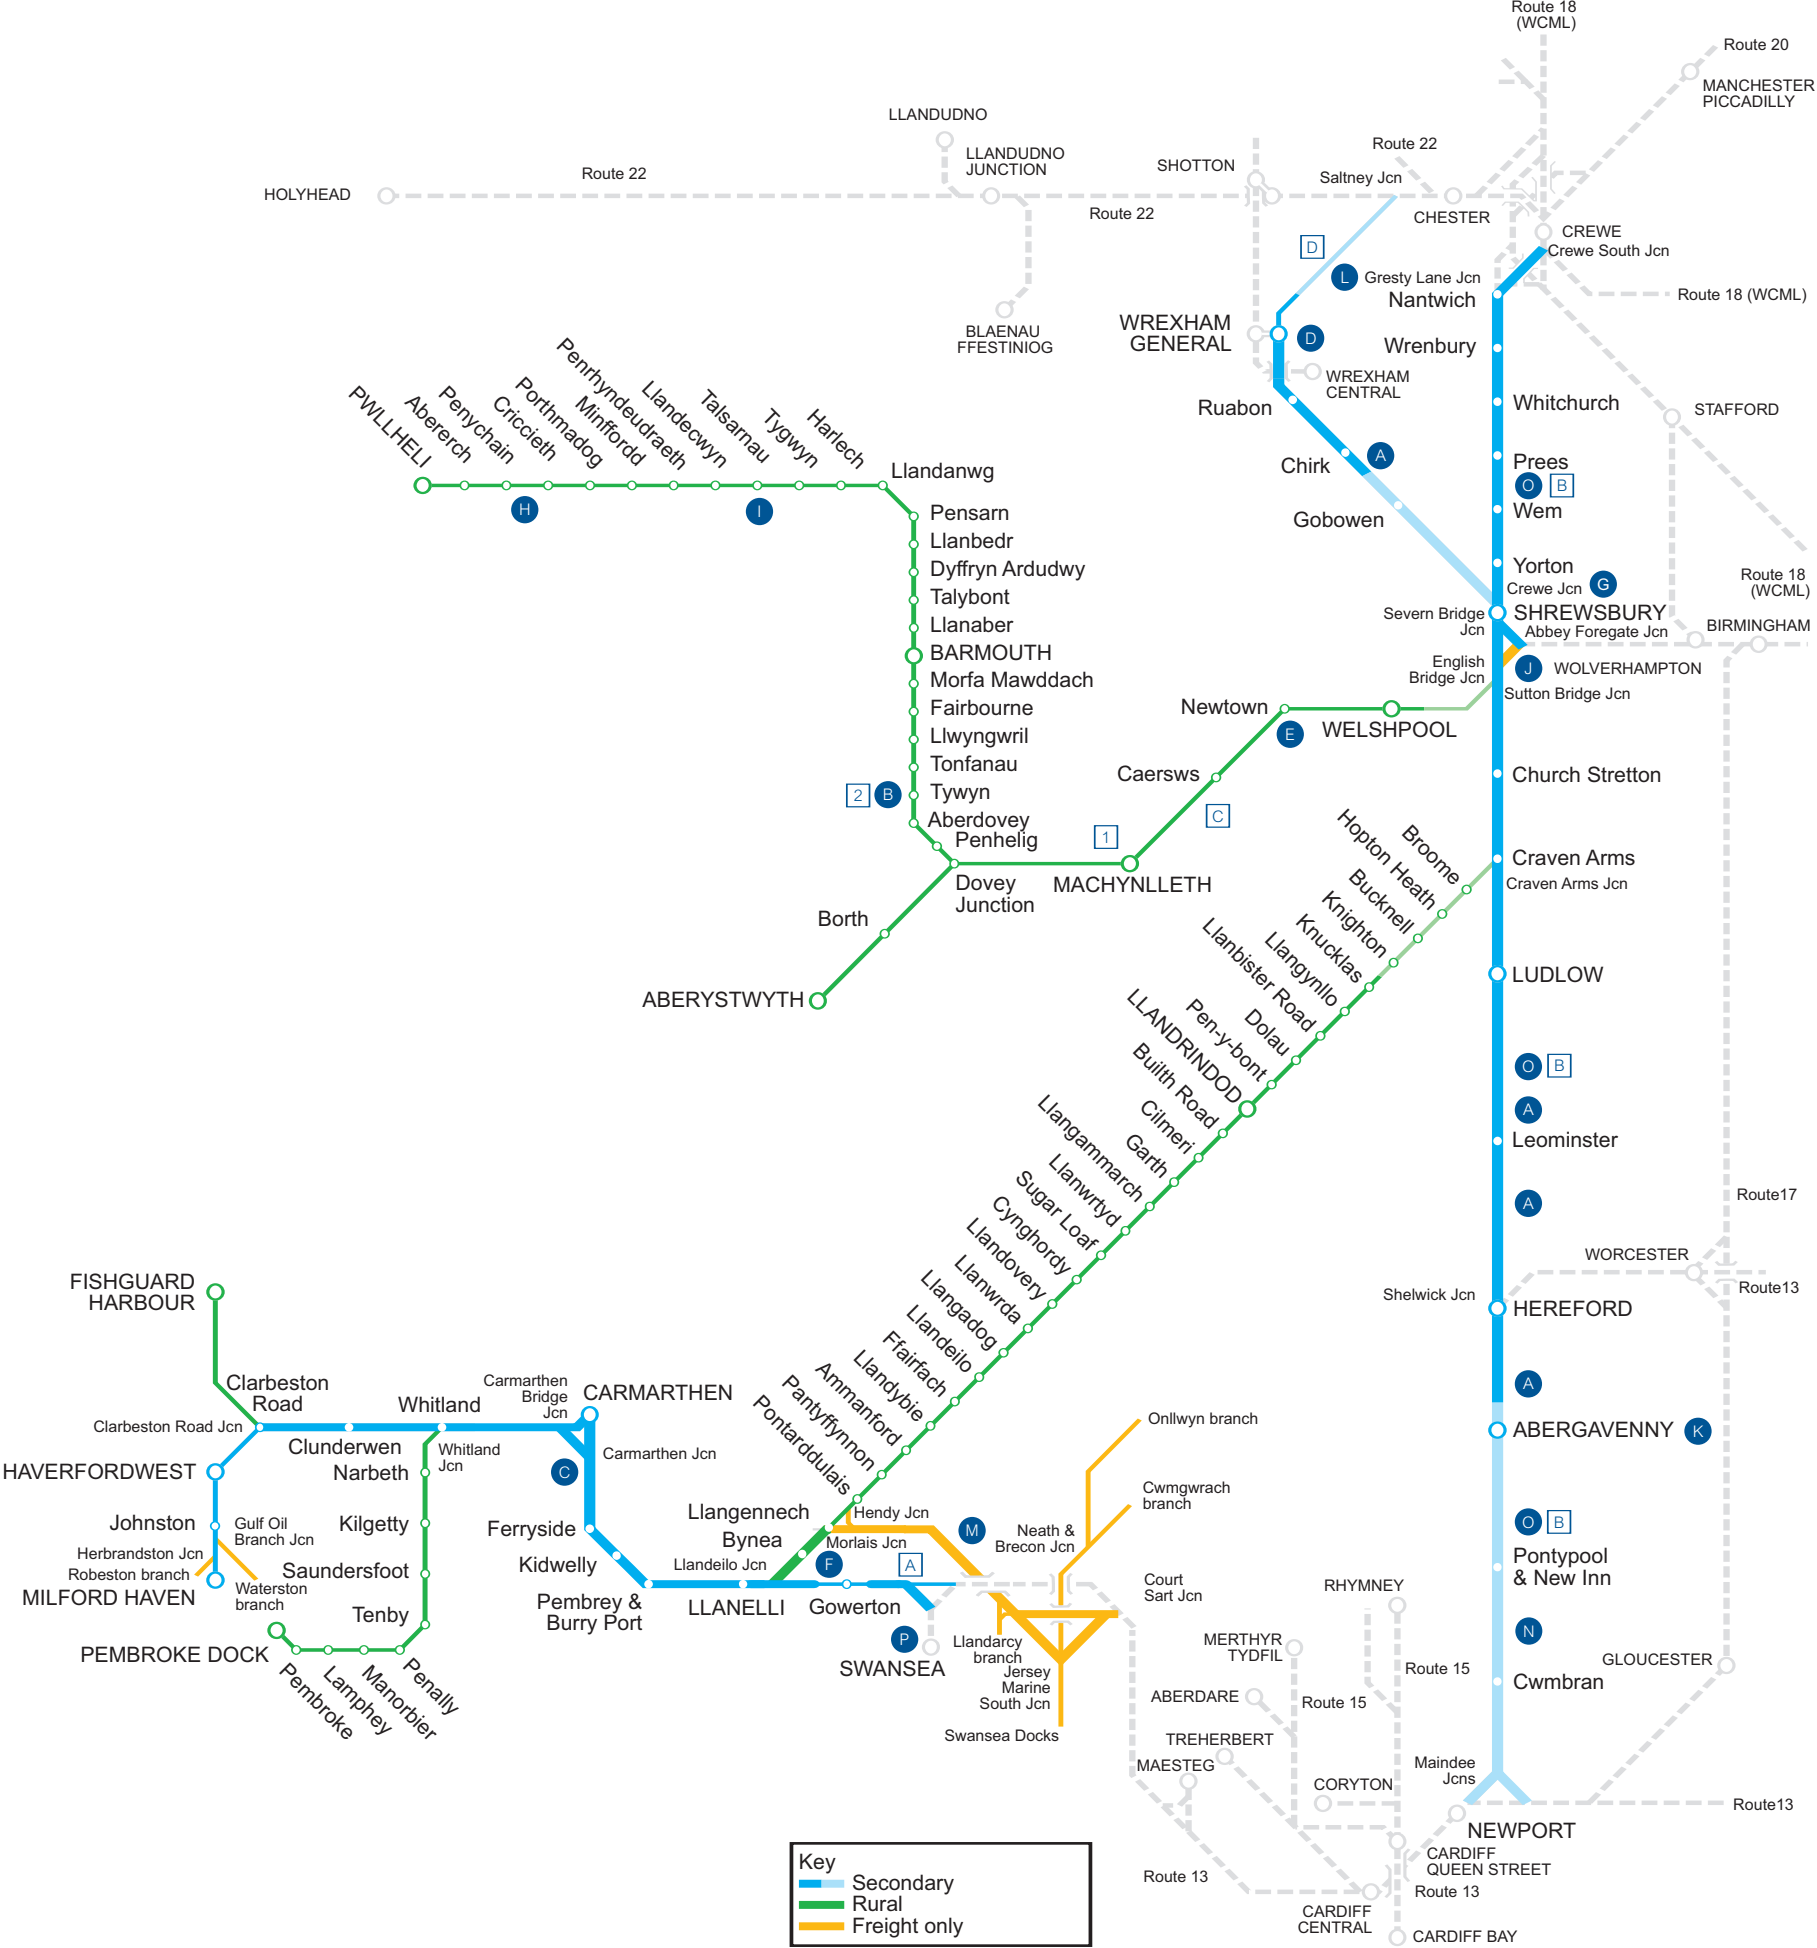 Route 18
(WCML)
Route 20
MANCHESTER
PICCADILLY
LLANDUDNO
LLANDUDNO
JUNCTION
Route 22
HOLYHEAD
Route 22
SHOTTON
Route 22
Saltney Jcn
CHESTER
CREWE
Crewe South Jcn
D
L
Gresty Lane Jcn
Nantwich
Route 18 (WCML)
BLAENAU
FFESTINIOG
WREXHAM
GENERAL
D
WREXHAM
CENTRAL
Wrenbury
Ruabon
Whitchurch
STAFFORD
Chirk
A
Prees
O
B
Wem
Gobowen
Yorton
Crewe Jcn
G
Route 18
(WCML)
Severn Bridge
Jcn
SHREWSBURY
Abbey Foregate Jcn
BIRMINGHAM
English
Bridge Jcn
J
WOLVERHAMPTON
Sutton Bridge Jcn
PWLLHELI
Abererch
Penychain
Criccieth
Porthmadog
Minffordd
Penrhyndeudraeth
Llandecwyn
Talsarnau
Tygwyn
Harlech
Llandanwg
H
I
Pensarn
Llanbedr
Dyffryn Ardudwy
Talybont
Llanaber
BARMOUTH
Morfa Mawddach
Fairbourne
Llwyngwril
Tonfanau
2
B
Tywyn
Aberdovey
Penhelig
Dovey
Junction
Borth
ABERYSTWYTH
MACHYNLLETH
1
C
Caersws
Newtown
E
WELSHPOOL
Church Stretton
Craven Arms
Craven Arms Jcn
Broome
Hopton Heath
Bucknell
Knighton
Knucklas
Llangynllo
Llanbister Road
Dolau
Pen-y-bont
LLANDRINDOD
Builth Road
Cilmeri
Garth
Llangammarch
Llanwrtyd
Sugar Loaf
Cynghordy
Llandovery
Llanwrda
Llangadog
Llandeilo
Ffairfach
Llandybie
Ammanford
Pantyffynnon
Pontarddulais
LUDLOW
O
B
A
Leominster
A
Route17
WORCESTER
Route13
Shelwick Jcn
HEREFORD
A
ABERGAVENNY
K
O
B
Pontypool
& New Inn
N
Cwmbran
GLOUCESTER
Maindee
Jcns
Route13
NEWPORT
FISHGUARD
HARBOUR
Clarbeston
Road
Clarbeston Road Jcn
Clunderwen
Whitland
Whitland
Jcn
Carmarthen
Bridge
Jcn
CARMARTHEN
Carmarthen Jcn
C
HAVERFORDWEST
Narbeth
Johnston
Gulf Oil
Branch Jcn
Herbrandston Jcn
Robeston branch
MILFORD HAVEN
Waterston
branch
Kilgetty
Saundersfoot
Tenby
PEMBROKE DOCK
Pembroke
Lamphey
Manorbier
Penally
Ferryside
Kidwelly
Pembrey &
Burry Port
LLANELLI
Llangennech
Bynea
Llandeilo Jcn
Hendy Jcn
Morlais Jcn
F
A
M
Gowerton
P
SWANSEA
Onllwyn branch
Cwmgwrach
branch
Neath &
Brecon Jcn
Court
Sart Jcn
Llandarcy
branch
Jersey
Marine
South Jcn
Swansea Docks
RHYMNEY
MERTHYR
TYDFIL
Route 15
ABERDARE
Route 15
TREHERBERT
MAESTEG
CORYTON
CARDIFF
QUEEN STREET
Route 13
Route 13
CARDIFF
CENTRAL
CARDIFF BAY
Key
Secondary
Rural
Freight only